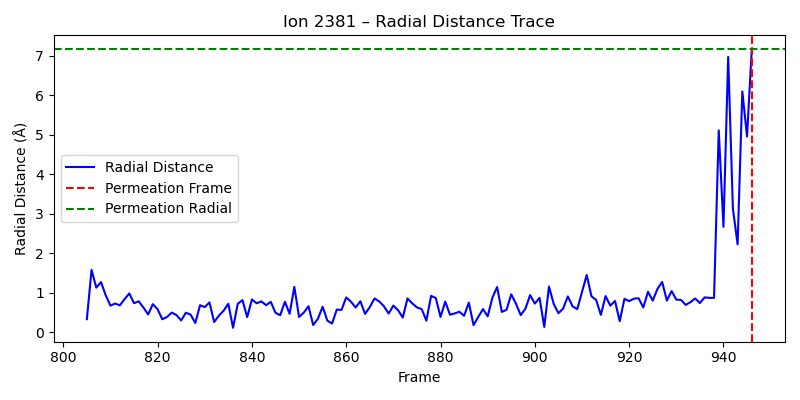 Ion 2381 – Radial Distance Trace
Radial Distance (Å)
7
6
5
4
3
2
1
0
Radial Distance
Permeation Frame
Permeation Radial
800
820
840
860
880
900
920
940
Frame